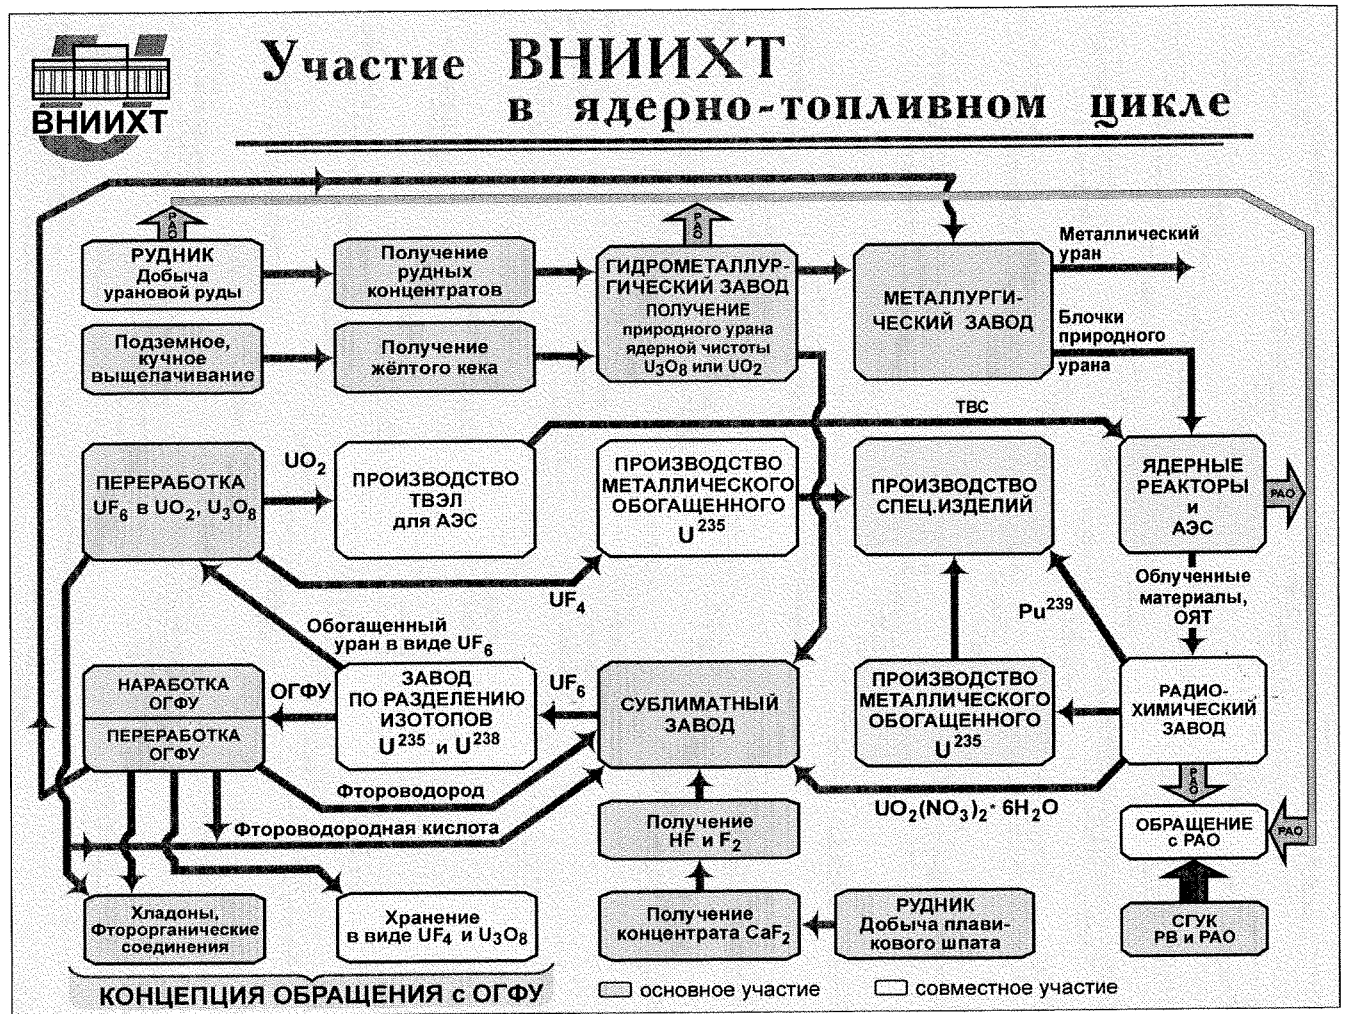 ВНИИХТ
Участие ВНИИХТ
в ядерно-топливном цикле
РАО
РУДНИК
Добыча
урановой руды
Получение
рудных
концентратов
РАО
ГИДРОМЕТАЛЛУР-
ГИЧЕСКИЙ ЗАВОД
ПОЛУЧЕНИЕ
природного урана
ядерной чистоты
U₃O₈ или UO₂
МЕТАЛЛУРГИ-
ЧЕСКИЙ ЗАВОД
Металлический
уран
Блочки
природного
урана
Подземное,
кучное
выщелачивание
Получение
жёлтого кека
ТВС
ПЕРЕРАБОТКА
UF₆ в UO₂, U₃O₈
UO₂
ПРОИЗВОДСТВО
ТВЭЛ
для АЭС
ПРОИЗВОДСТВО
МЕТАЛЛИЧЕСКОГО
ОБОГАЩЕННОГО
U²³⁵
ПРОИЗВОДСТВО
СПЕЦ.ИЗДЕЛИЙ
ЯДЕРНЫЕ
РЕАКТОРЫ
и
АЭС
РАО
UF₄
Обогащенный
уран в виде UF₆
Pu²³⁹
Облученные
материалы,
ОЯТ
НАРАБОТКА
ОГФУ
ПЕРЕРАБОТКА
ОГФУ
ОГФУ
ЗАВОД
ПО РАЗДЕЛЕНИЮ
ИЗОТОПОВ
U²³⁵ и U²³⁸
UF₆
СУБЛИМАТНЫЙ
ЗАВОД
ПРОИЗВОДСТВО
МЕТАЛЛИЧЕСКОГО
ОБОГАЩЕННОГО
U²³⁵
РАДИО-
ХИМИЧЕСКИЙ
ЗАВОД
РАО
Фтороводород
UO₂(NO₃)₂· 6H₂O
Фтороводородная кислота
Получение
HF и F₂
ОБРАЩЕНИЕ
с РАО
РАО
Хладоны,
Фторорганические
соединения
Хранение
в виде UF₄ и U₃O₈
Получение
концентрата CaF₂
РУДНИК
Добыча плави-
кового шпата
СГУК
РВ и РАО
КОНЦЕПЦИЯ ОБРАЩЕНИЯ с ОГФУ
основное участие
совместное участие